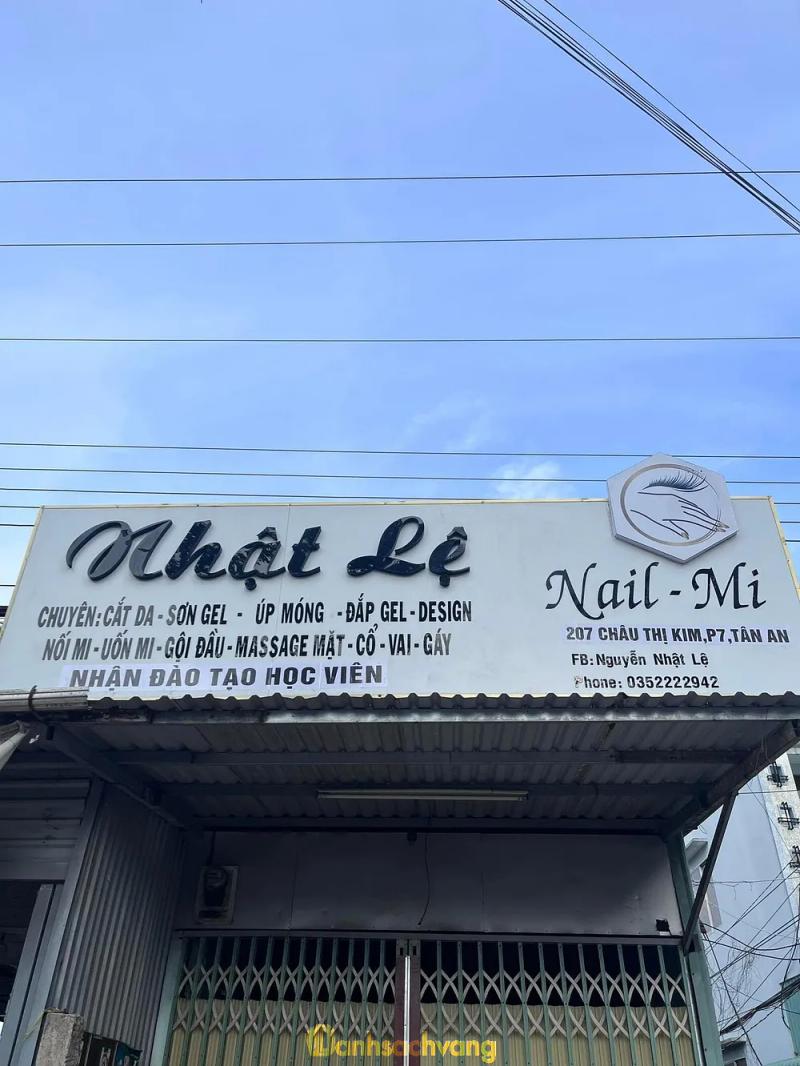 Nhật Lệ
CHUYÊN: CẮT DA - SƠN GEL - ÚP MÓNG - ĐẮP GEL - DESIGN
NỐI MI - UỐN MI - GỘI ĐẦU - MASSAGE MẶT - CỔ - VAI - GÁY
NHẬN ĐÀO TẠO HỌC VIÊN
Nail - Mi
207 CHÂU THỊ KIM,P7,TÂN AN
FB: Nguyễn Nhật Lệ
Phone: 0352222942
Danhsachvang